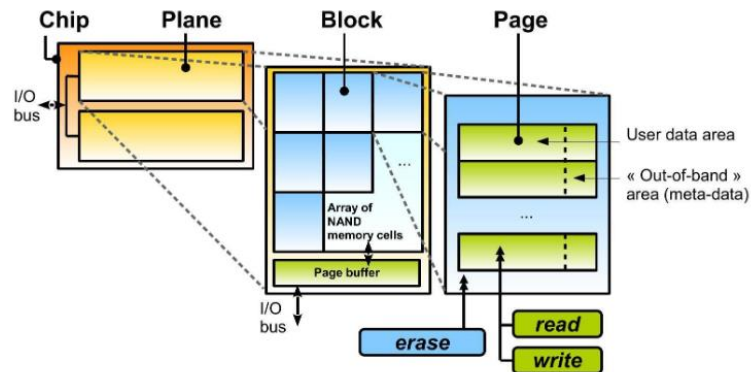 Chip
Plane
Block
Page
I/O
bus
User data area
« Out-of-band »
area (meta-data)
...
...
Array of
NAND
memory cells
Page buffer
I/O
bus
erase
read
write